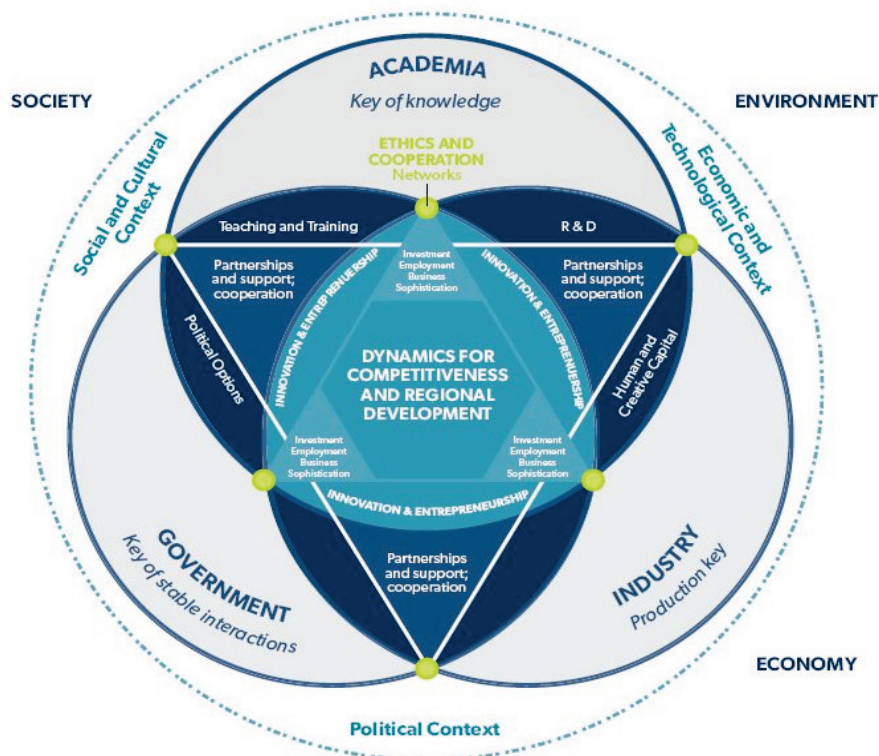 ACADEMIA
Key of knowledge
SOCIETY
ENVIRONMENT
ETHICS AND
COOPERATION
Networks
Social and Cultural
Context
Economic and
Technological Context
Teaching and Training
R & D
Partnerships
and support;
cooperation
Investment
Employment
Business
Sophistication
Partnerships
and support;
cooperation
INNOVATION & ENTREPRENUERSHIP
INNOVATION & ENTREPRENUERSHIP
Political Options
Human and
Creative Capital
DYNAMICS FOR
COMPETITIVENESS
AND REGIONAL
DEVELOPMENT
Investment
Employment
Business
Sophistication
Investment
Employment
Business
Sophistication
INNOVATION & ENTREPRENEURSHIP
GOVERNMENT
Key of stable interactions
Partnerships
and support;
cooperation
INDUSTRY
Production key
ECONOMY
Political Context